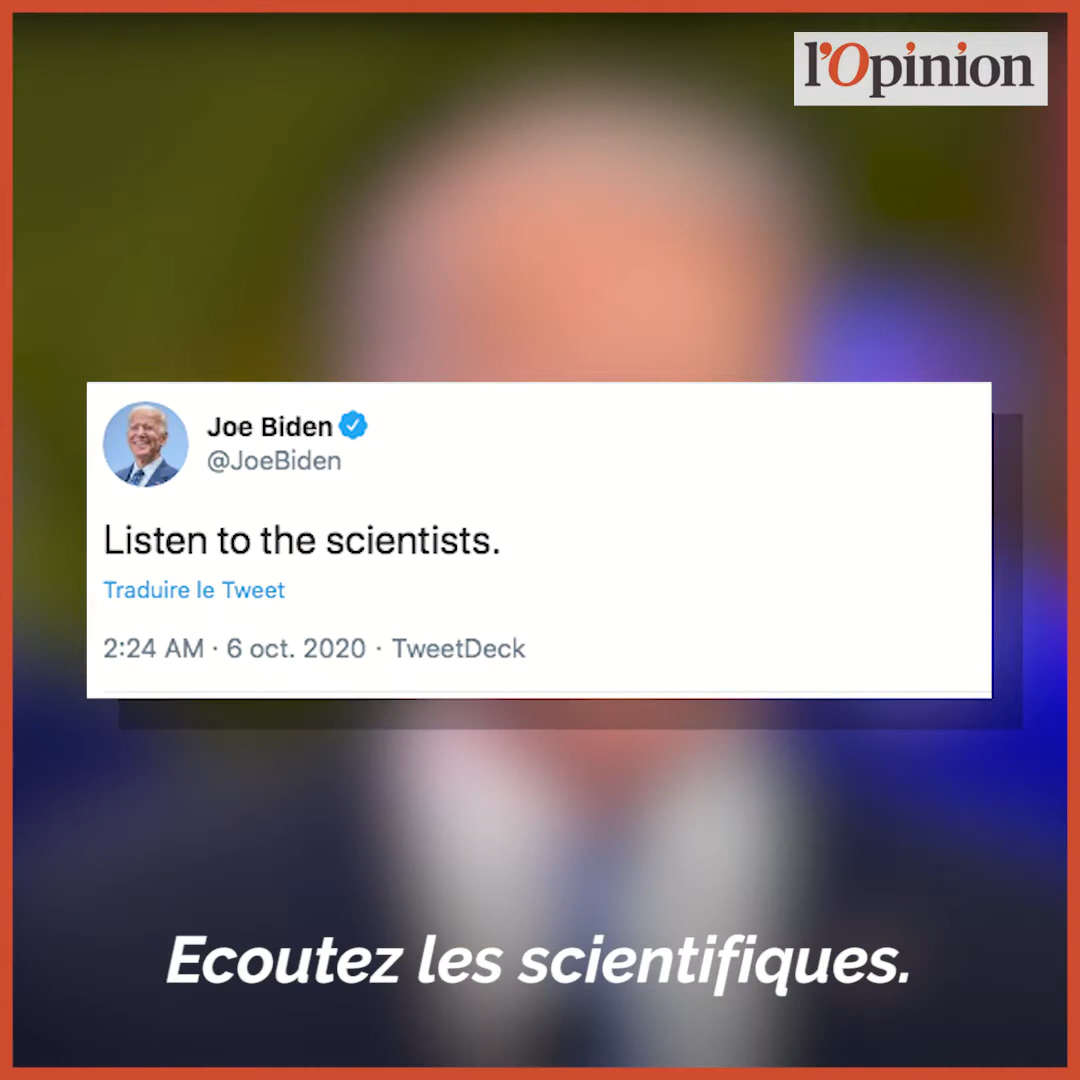 l'Opinion
Joe Biden
@JoeBiden
Listen to the scientists.
Traduire le Tweet
2:24 AM · 6 oct. 2020 · TweetDeck
Ecoutez les scientifiques.